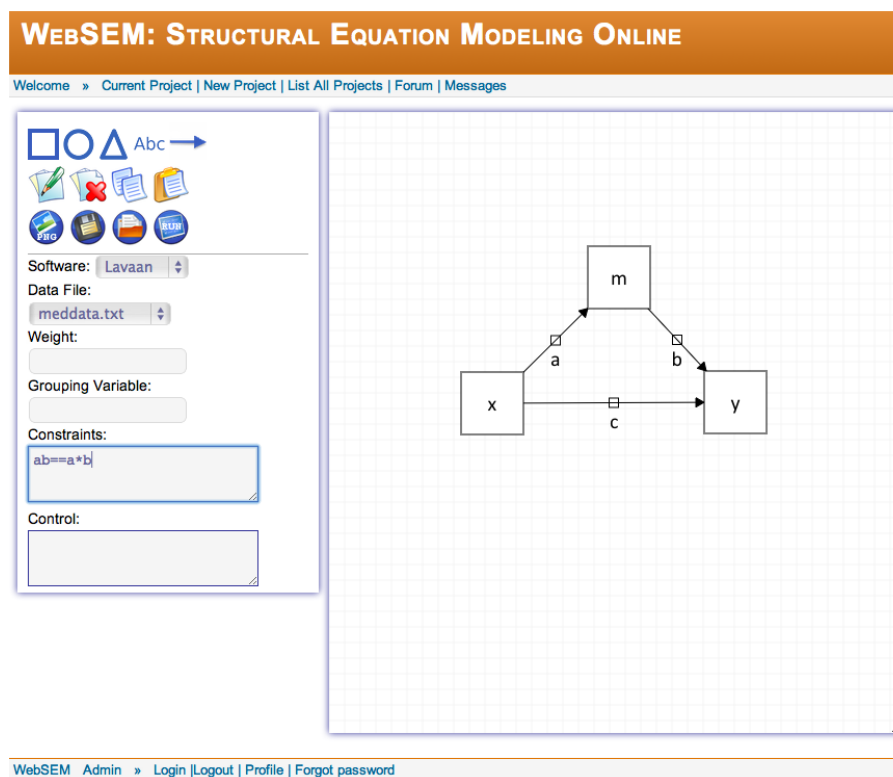 WebSEM: Structural Equation Modeling Online
Welcome » Current Project | New Project | List All Projects | Forum | Messages
Abc
PNG
RUN
Software: Lavaan
Data File:
meddata.txt
Weight:
Grouping Variable:
Constraints:
ab==a*b
Control:
m
a
b
x
y
c
WebSEM Admin » Login |Logout | Profile | Forgot password